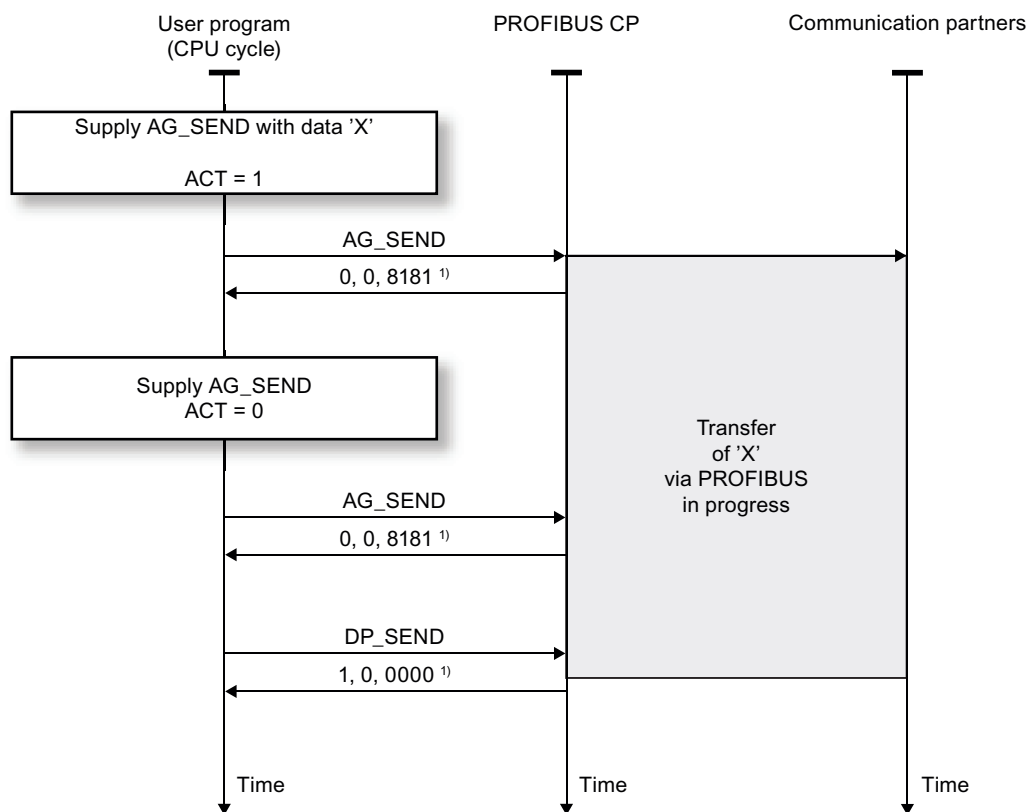 User program
(CPU cycle)
PROFIBUS CP
Communication partners
Supply AG_SEND with data ’X’
ACT = 1
AG_SEND
0, 0, 8181 1)
Supply AG_SEND
ACT = 0
Transfer
of ’X’
via PROFIBUS
in progress
AG_SEND
0, 0, 8181 1)
DP_SEND
1, 0, 0000 1)
Time
Time
Time